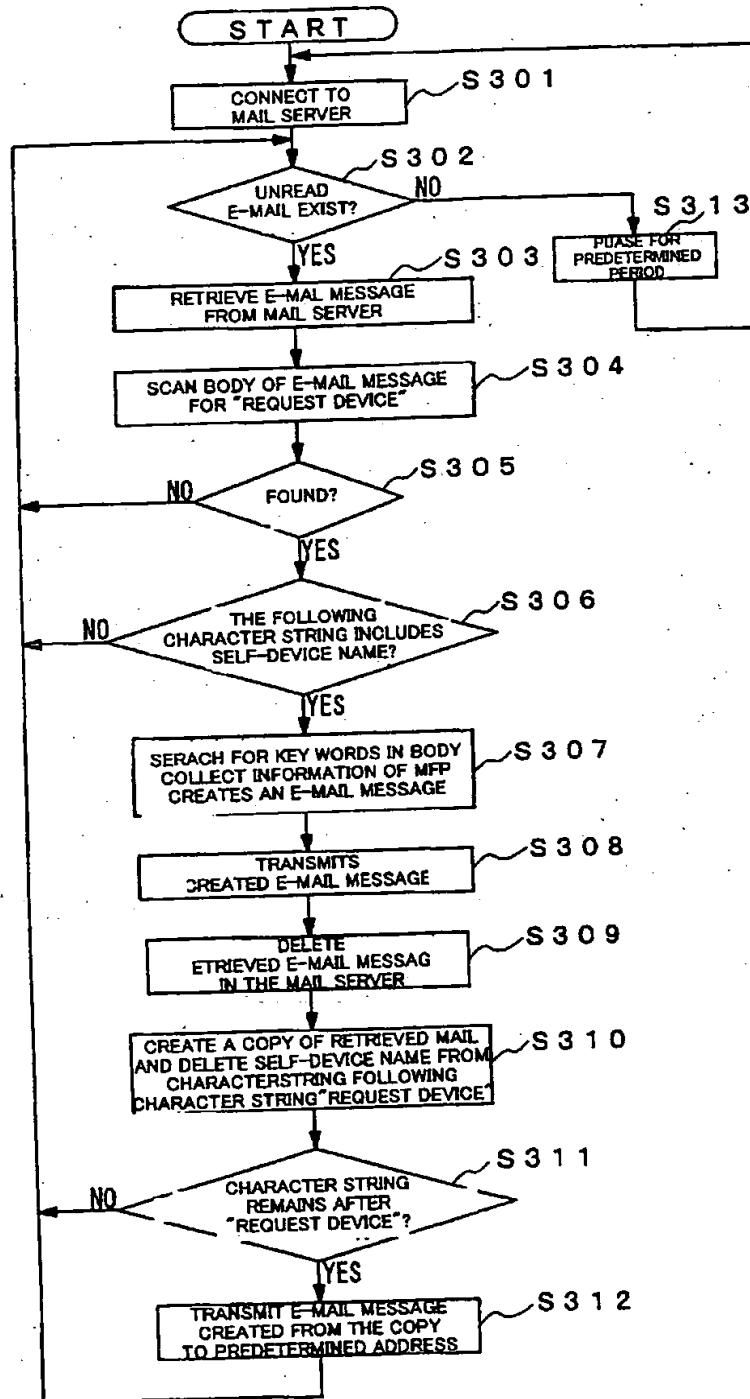 START
S301
CONNECT TO
MAIL SERVER
S302
UNREAD
E-MAIL EXIST?
NO
YES
S313
PUASE FOR
PREDETERMINED
PERIOD
S303
RETRIEVE E-MAL MESSAGE
FROM MAIL SERVER
S304
SCAN BODY OF E-MAIL MESSAGE
FOR "REQUEST DEVICE"
S305
FOUND?
NO
YES
S306
THE FOLLOWING
CHARACTER STRING INCLUDES
SELF-DEVICE NAME?
NO
YES
S307
SERACH FOR KEY WORDS IN BODY
COLLECT INFORMATION OF MFP
CREATES AN E-MAIL MESSAGE
S308
TRANSMITS
CREATED E-MAIL MESSAGE
S309
DELETE
ETRIEVED E-MAIL MESSAG
IN THE MAIL SERVER
S310
CREATE A COPY OF RETRIEVED MAIL
AND DELETE SELF-DEVICE NAME FROM
CHARACTERSTRING FOLLOWING
CHARACTER STRING"REQUEST DEVICE"
S311
CHARACTER STRING
REMAINS AFTER
"REQUEST DEVICE"?
NO
YES
S312
TRANSMIT E-MAIL MESSAGE
CREATED FROM THE COPY
TO PREDETERMINED ADDRESS